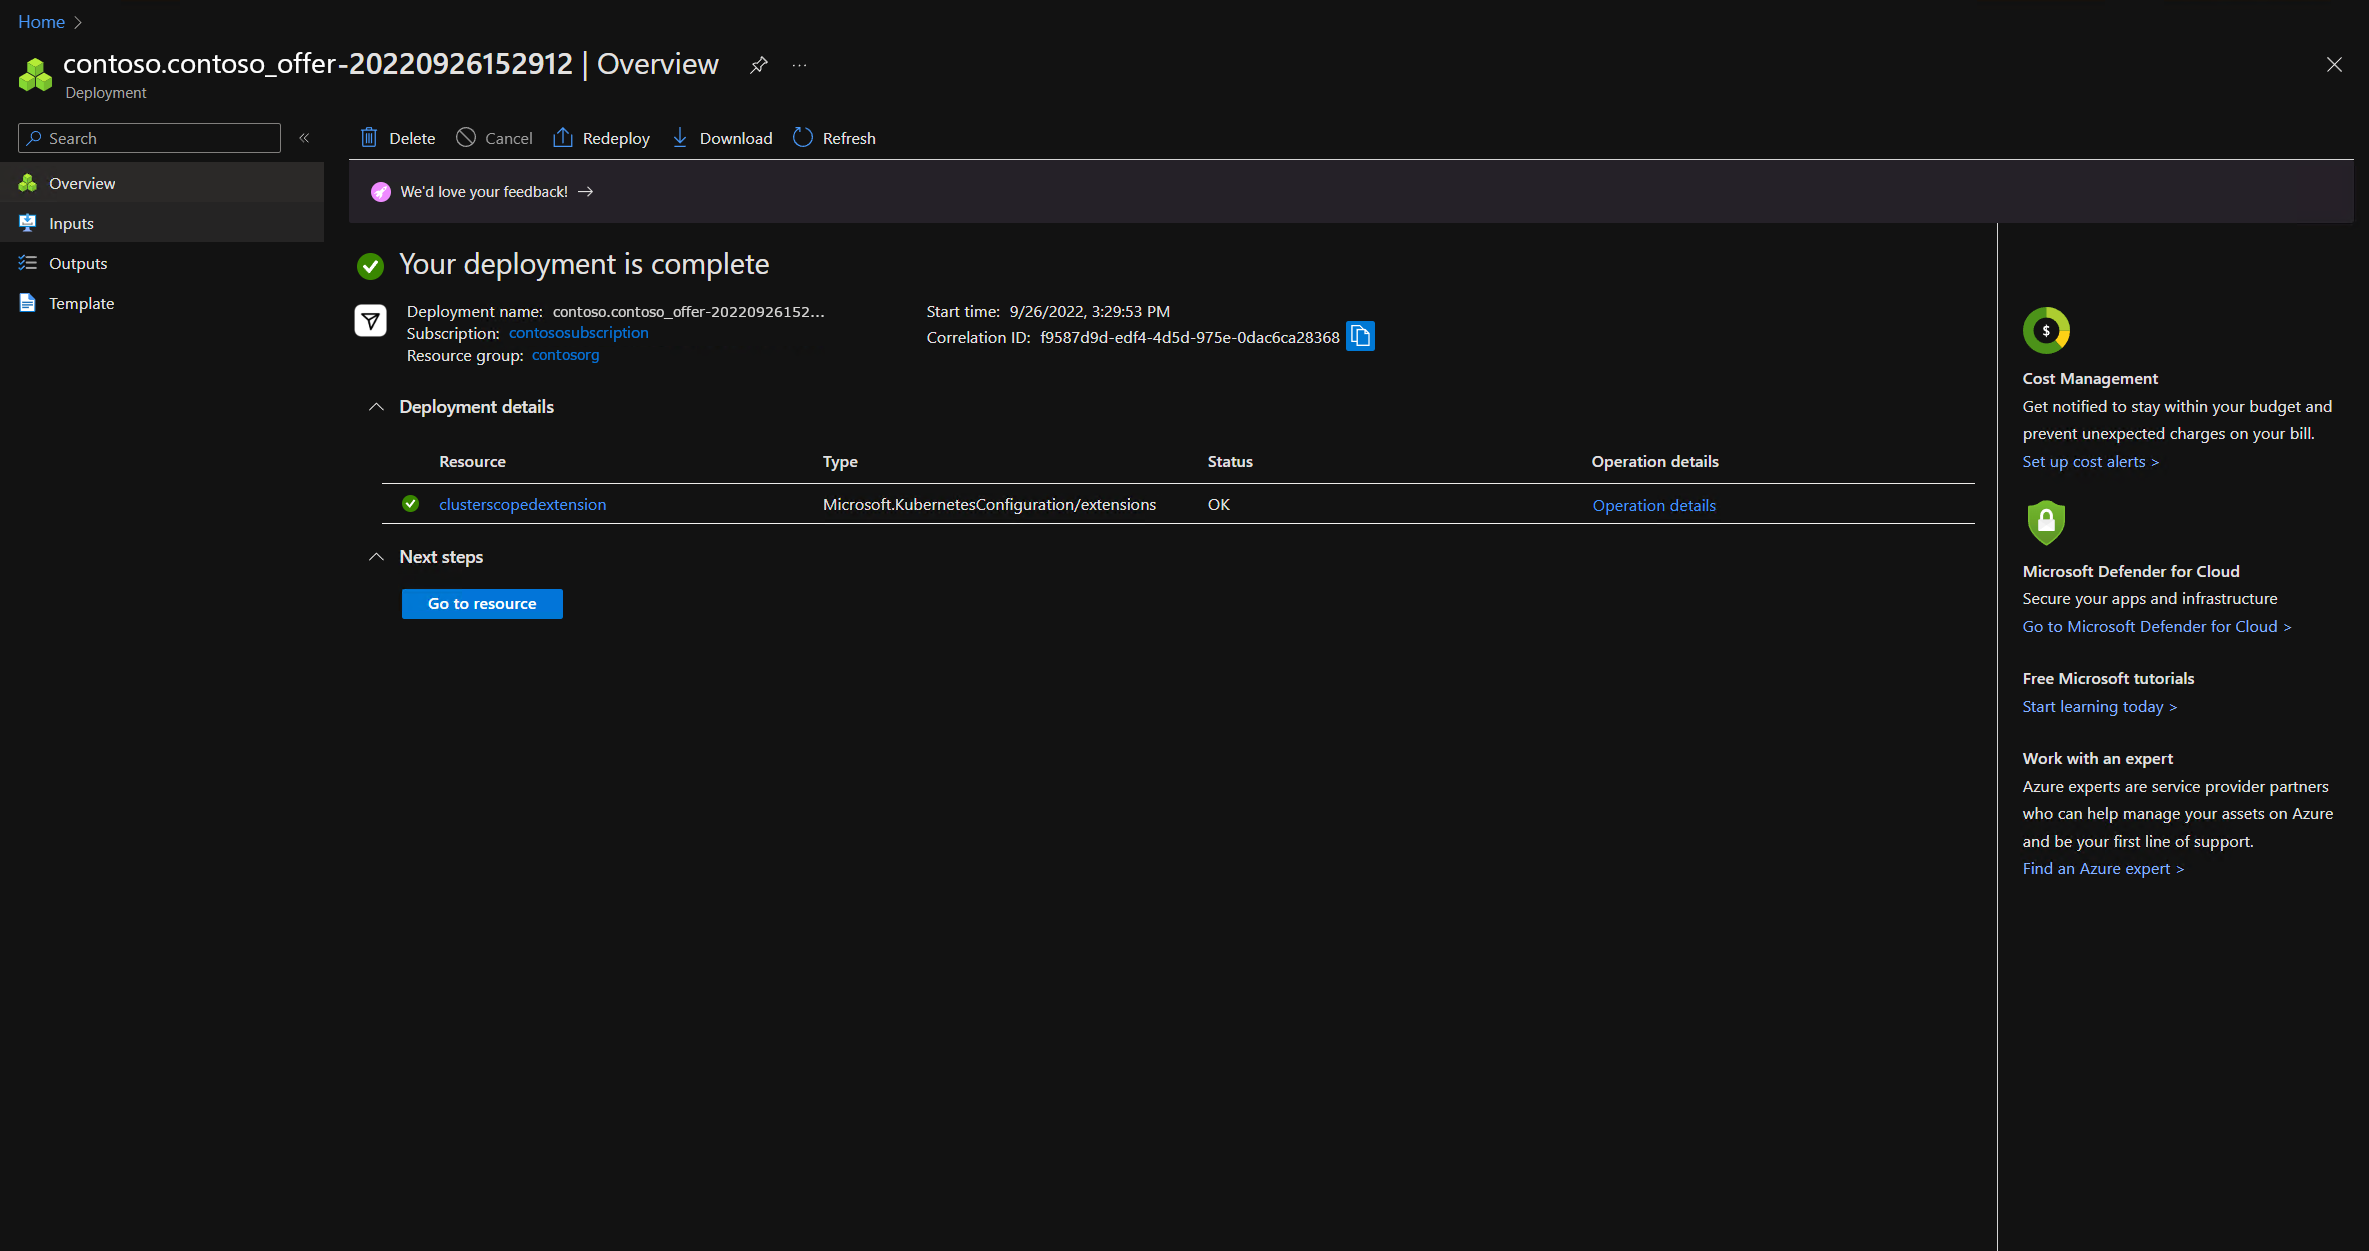 Home
contoso.contoso_offer-20220926152912 | Overview
Deployment
Search
Overview
Inputs
Outputs
Template
Delete Cancel Redeploy Download Refresh
We'd love your feedback!
Your deployment is complete
Deployment name: contoso.contoso_offer-20220926152...
Subscription: contososubscription
Resource group: contosorg
Start time: 9/26/2022, 3:29:53 PM
Correlation ID: f9587d9d-edf4-4d5d-975e-0dac6ca28368
Deployment details
Resource Type Status Operation details
clusterscopedextension Microsoft.KubernetesConfiguration/extensions OK Operation details
Next steps
Go to resource
$
Cost Management
Get notified to stay within your budget and
prevent unexpected charges on your bill.
Set up cost alerts >
Microsoft Defender for Cloud
Secure your apps and infrastructure
Go to Microsoft Defender for Cloud >
Free Microsoft tutorials
Start learning today >
Work with an expert
Azure experts are service provider partners
who can help manage your assets on Azure
and be your first line of support.
Find an Azure expert >